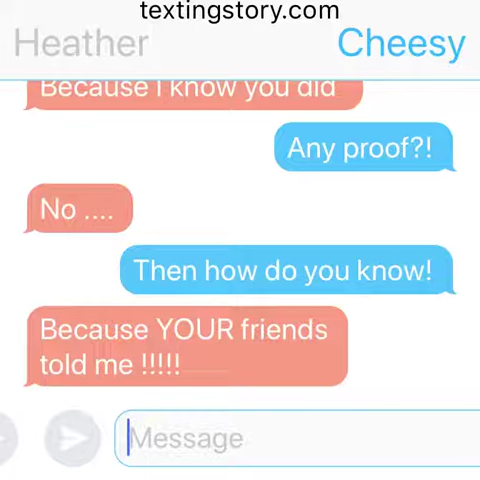 textingstory.com
Heather
Cheesy
Because I know you did
Any proof?!
No ....
Then how do you know!
Because YOUR friends
told me !!!!!
Message